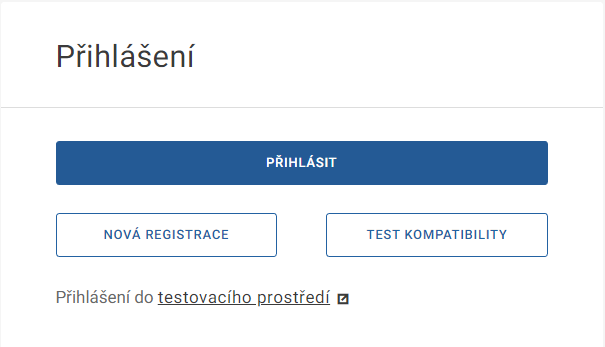 Přihlášení
PŘIHLÁSIT
NOVÁ REGISTRACE
TEST KOMPATIBILITY
Přihlášení do testovacího prostředí